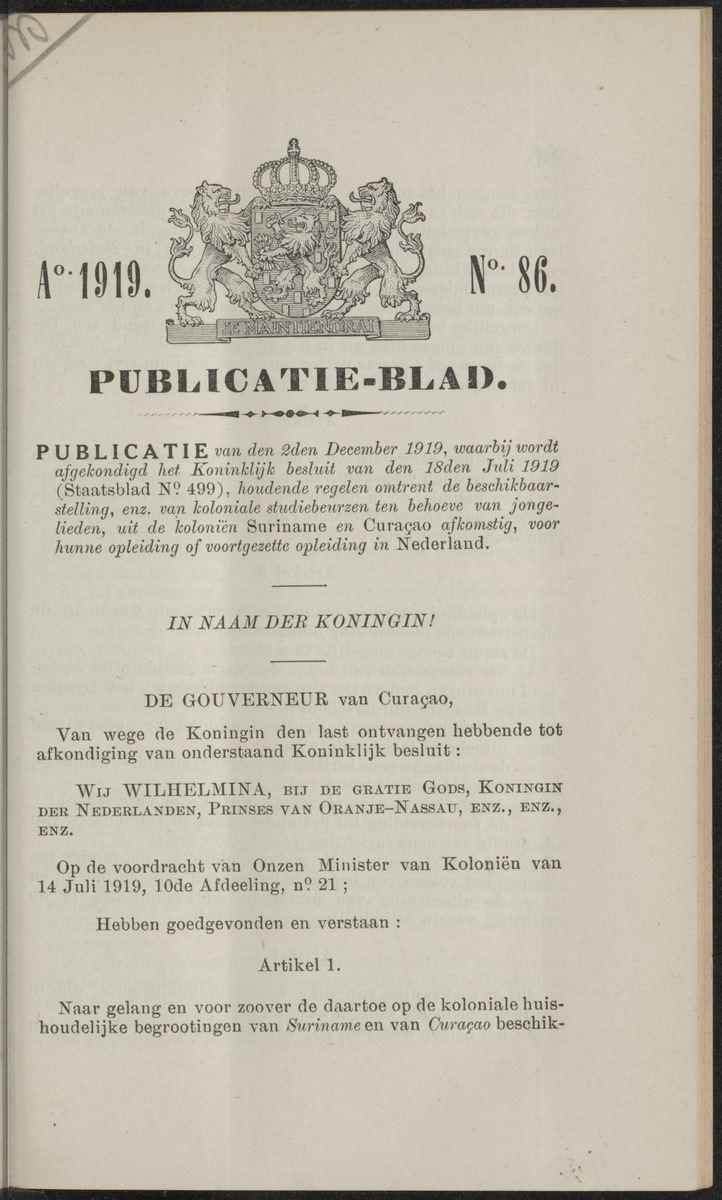 Ao. 1919.
No. 86.
JE MAINTIENDRAI
PUBLICATIE-BLAD.
PUBLICATIE van den 2den December 1919, waarbij wordt
afgekondigd het Koninklijk besluit van den 18den Juli 1919
(Staatsblad No. 499), houdende regelen omtrent de beschikbaar-
stelling, enz. van koloniale studiebeurzen ten behoeve van jonge-
lieden, uit de koloniën Suriname en Curaçao afkomstig, voor
hunne opleiding of voortgezette opleiding in Nederland.
IN NAAM DER KONINGIN!
DE GOUVERNEUR van Curaçao,
Van wege de Koningin den last ontvangen hebbende tot
afkondiging van onderstaand Koninklijk besluit :
Wij WILHELMINA, bij de gratie Gods, Koningin
der Nederlanden, Prinses van Oranje-Nassau, enz., enz.,
enz.
Op de voordracht van Onzen Minister van Koloniën van
14 Juli 1919, 10de Afdeeling, no. 21 ;
Hebben goedgevonden en verstaan :
Artikel 1.
Naar gelang en voor zoover de daartoe op de koloniale huis-
houdelijke begrootingen van Suriname en van Curaçao beschik-